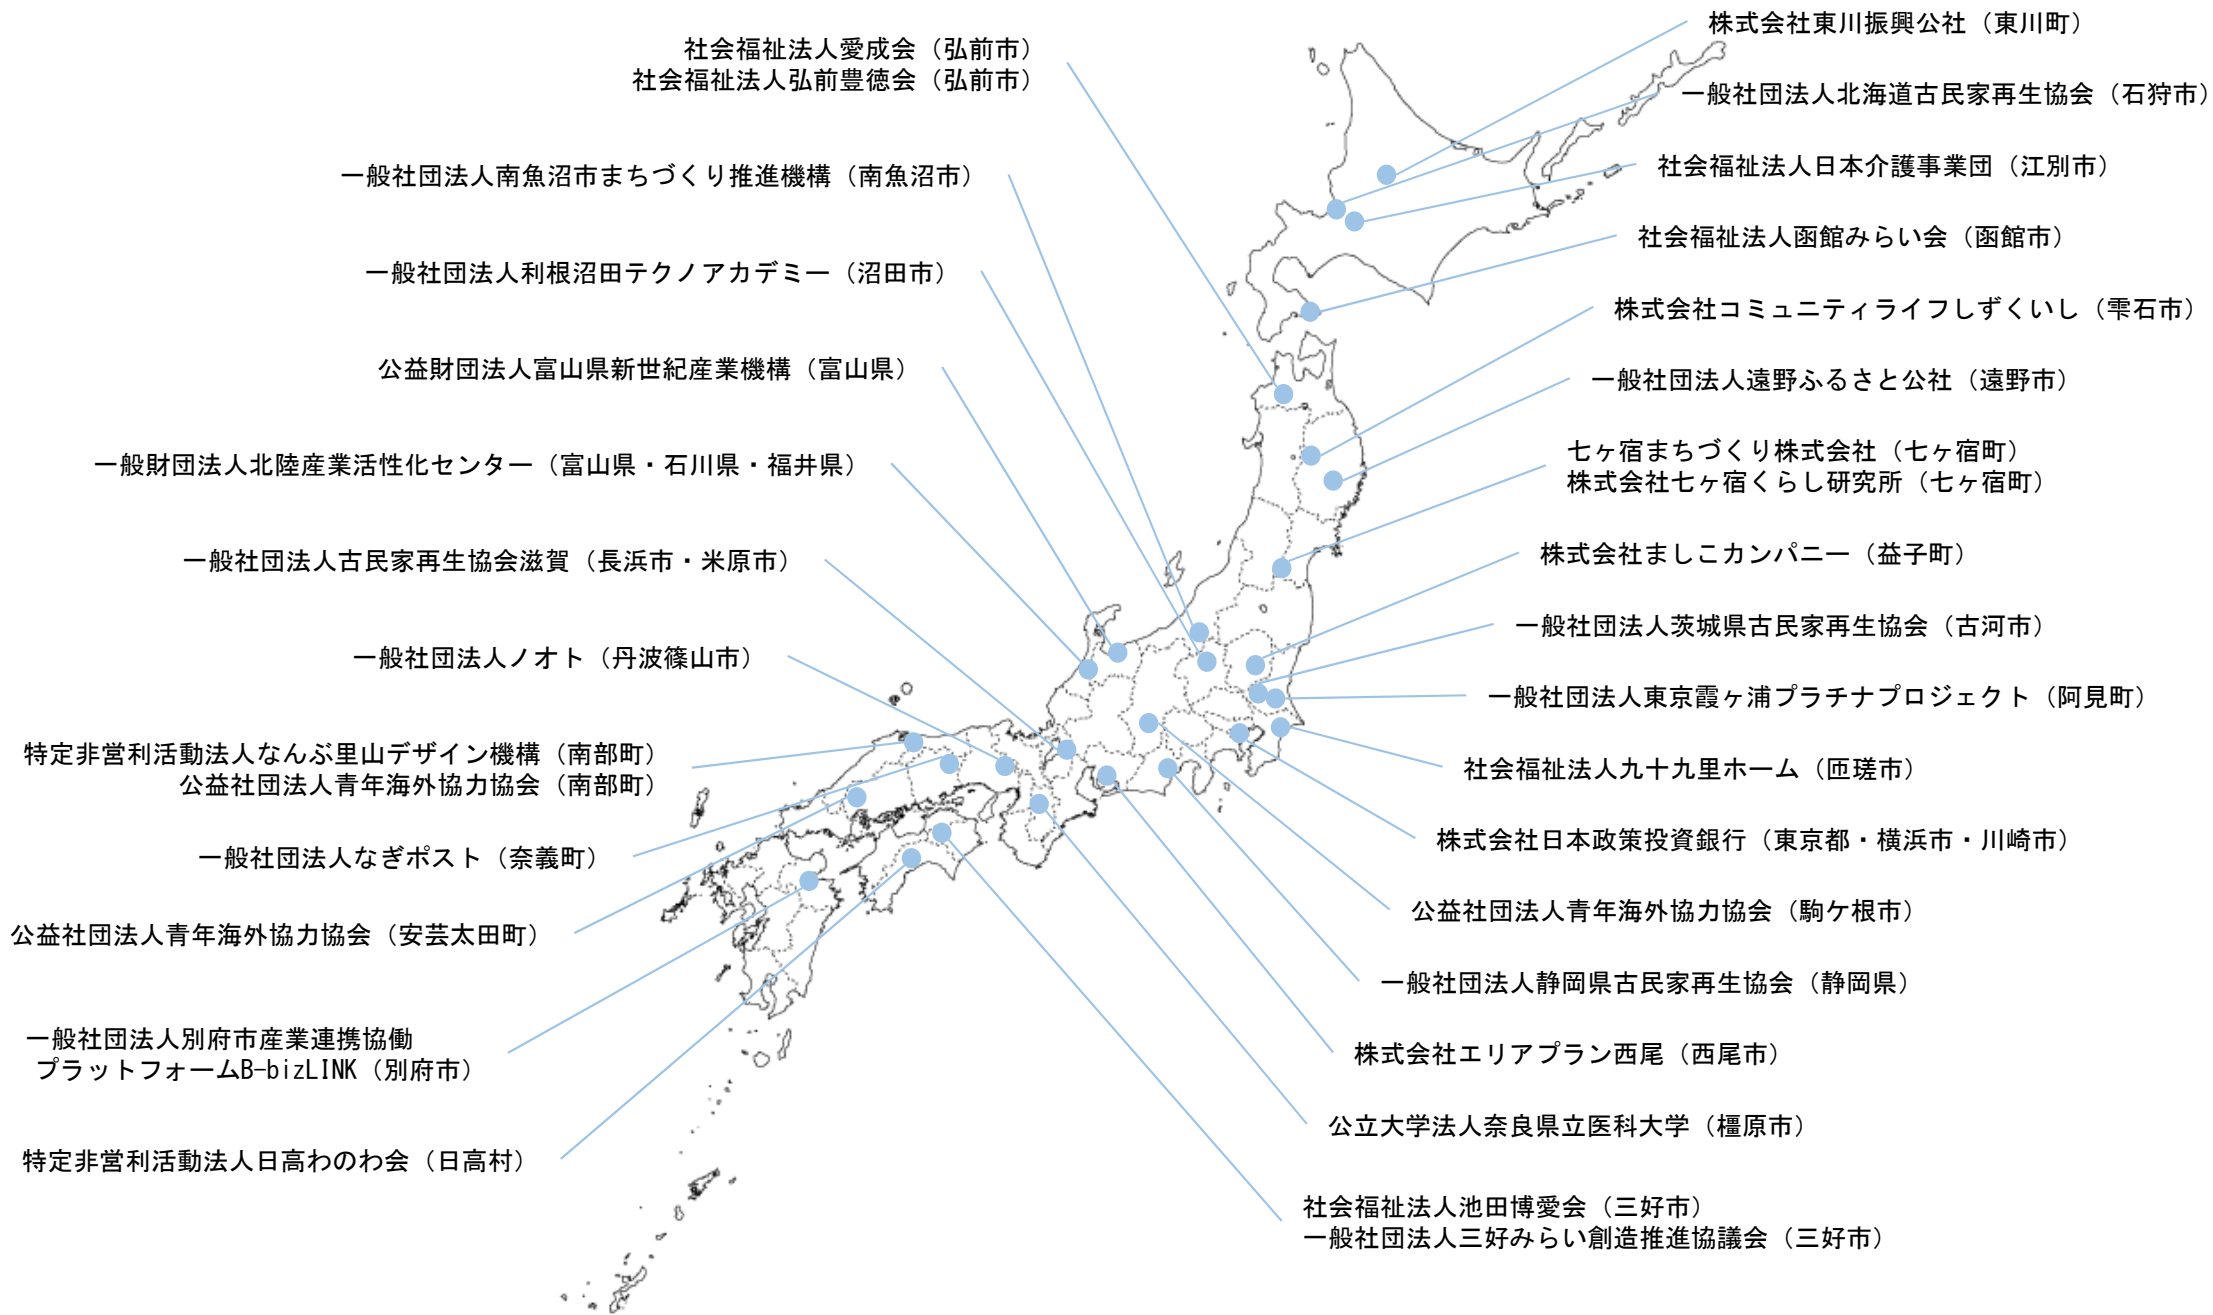 社会福祉法人愛成会（弘前市）
社会福祉法人弘前豊徳会（弘前市）
一般社団法人南魚沼市まちづくり推進機構（南魚沼市）
一般社団法人利根沼田テクノアカデミー（沼田市）
公益財団法人富山県新世紀産業機構（富山県）
一般財団法人北陸産業活性化センター（富山県・石川県・福井県）
一般社団法人古民家再生協会滋賀（長浜市・米原市）
一般社団法人ノオト（丹波篠山市）
特定非営利活動法人なんぶ里山デザイン機構（南部町）
公益社団法人青年海外協力協会（南部町）
一般社団法人なぎポスト（奈義町）
公益社団法人青年海外協力協会（安芸太田町）
一般社団法人別府市産業連携協働
プラットフォームB-bizLINK（別府市）
特定非営利活動法人日高わのわ会（日高村）
株式会社東川振興公社（東川町）
一般社団法人北海道古民家再生協会（石狩市）
社会福祉法人日本介護事業団（江別市）
社会福祉法人函館みらい会（函館市）
株式会社コミュニティライフしずくいし（雫石市）
一般社団法人遠野ふるさと公社（遠野市）
七ヶ宿まちづくり株式会社（七ヶ宿町）
株式会社七ヶ宿くらし研究所（七ヶ宿町）
株式会社ましこカンパニー（益子町）
一般社団法人茨城県古民家再生協会（古河市）
一般社団法人東京霞ヶ浦プラチナプロジェクト（阿見町）
社会福祉法人九十九里ホーム（匝瑳市）
株式会社日本政策投資銀行（東京都・横浜市・川崎市）
公益社団法人青年海外協力協会（駒ケ根市）
一般社団法人静岡県古民家再生協会（静岡県）
株式会社エリアプラン西尾（西尾市）
公立大学法人奈良県立医科大学（橿原市）
社会福祉法人池田博愛会（三好市）
一般社団法人三好みらい創造推進協議会（三好市）